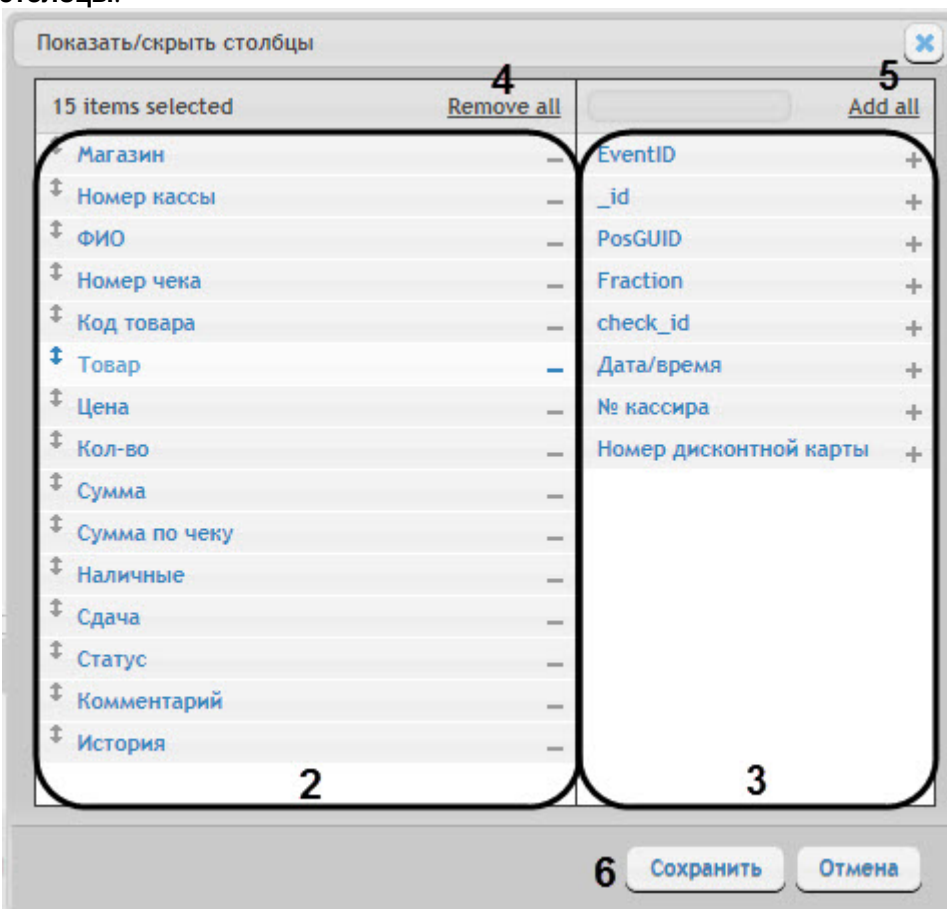 Показать/скрыть столбцы
4
5
15 items selected Remove all
Add all
Магазин
Номер кассы
ФИО
Номер чека
Код товара
Товар
Цена
Кол-во
Сумма
Сумма по чеку
Наличные
Сдача
Статус
Комментарий
История
2
EventID
_id
PosGUID
Fraction
check_id
Дата/время
№ кассира
Номер дисконтной карты
3
6 Сохранить Отмена